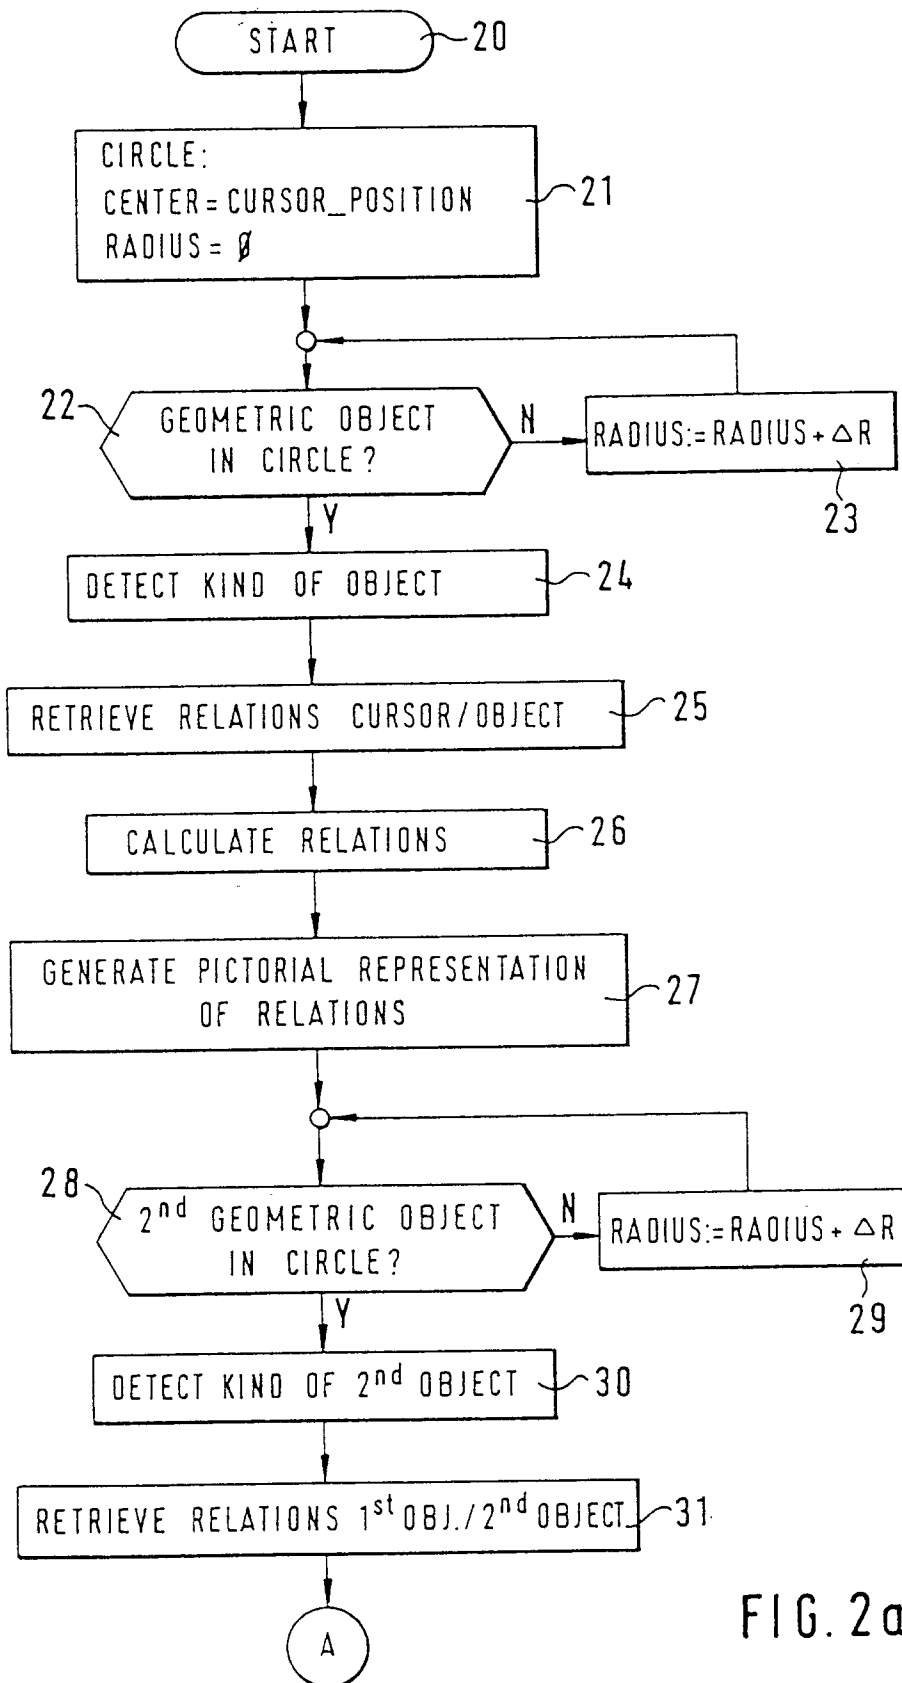 START
20
CIRCLE:
CENTER = CURSOR_POSITION
RADIUS = 0
21
22
GEOMETRIC OBJECT
IN CIRCLE?
N
RADIUS:=RADIUS + △R
23
Y
DETECT KIND OF OBJECT
24
RETRIEVE RELATIONS CURSOR/OBJECT
25
CALCULATE RELATIONS
26
GENERATE PICTORIAL REPRESENTATION
OF RELATIONS
27
28
2nd GEOMETRIC OBJECT
IN CIRCLE?
N
RADIUS:=RADIUS + △R
29
Y
DETECT KIND OF 2nd OBJECT
30
RETRIEVE RELATIONS 1st OBJ./2nd OBJECT
31
A
FIG. 2a